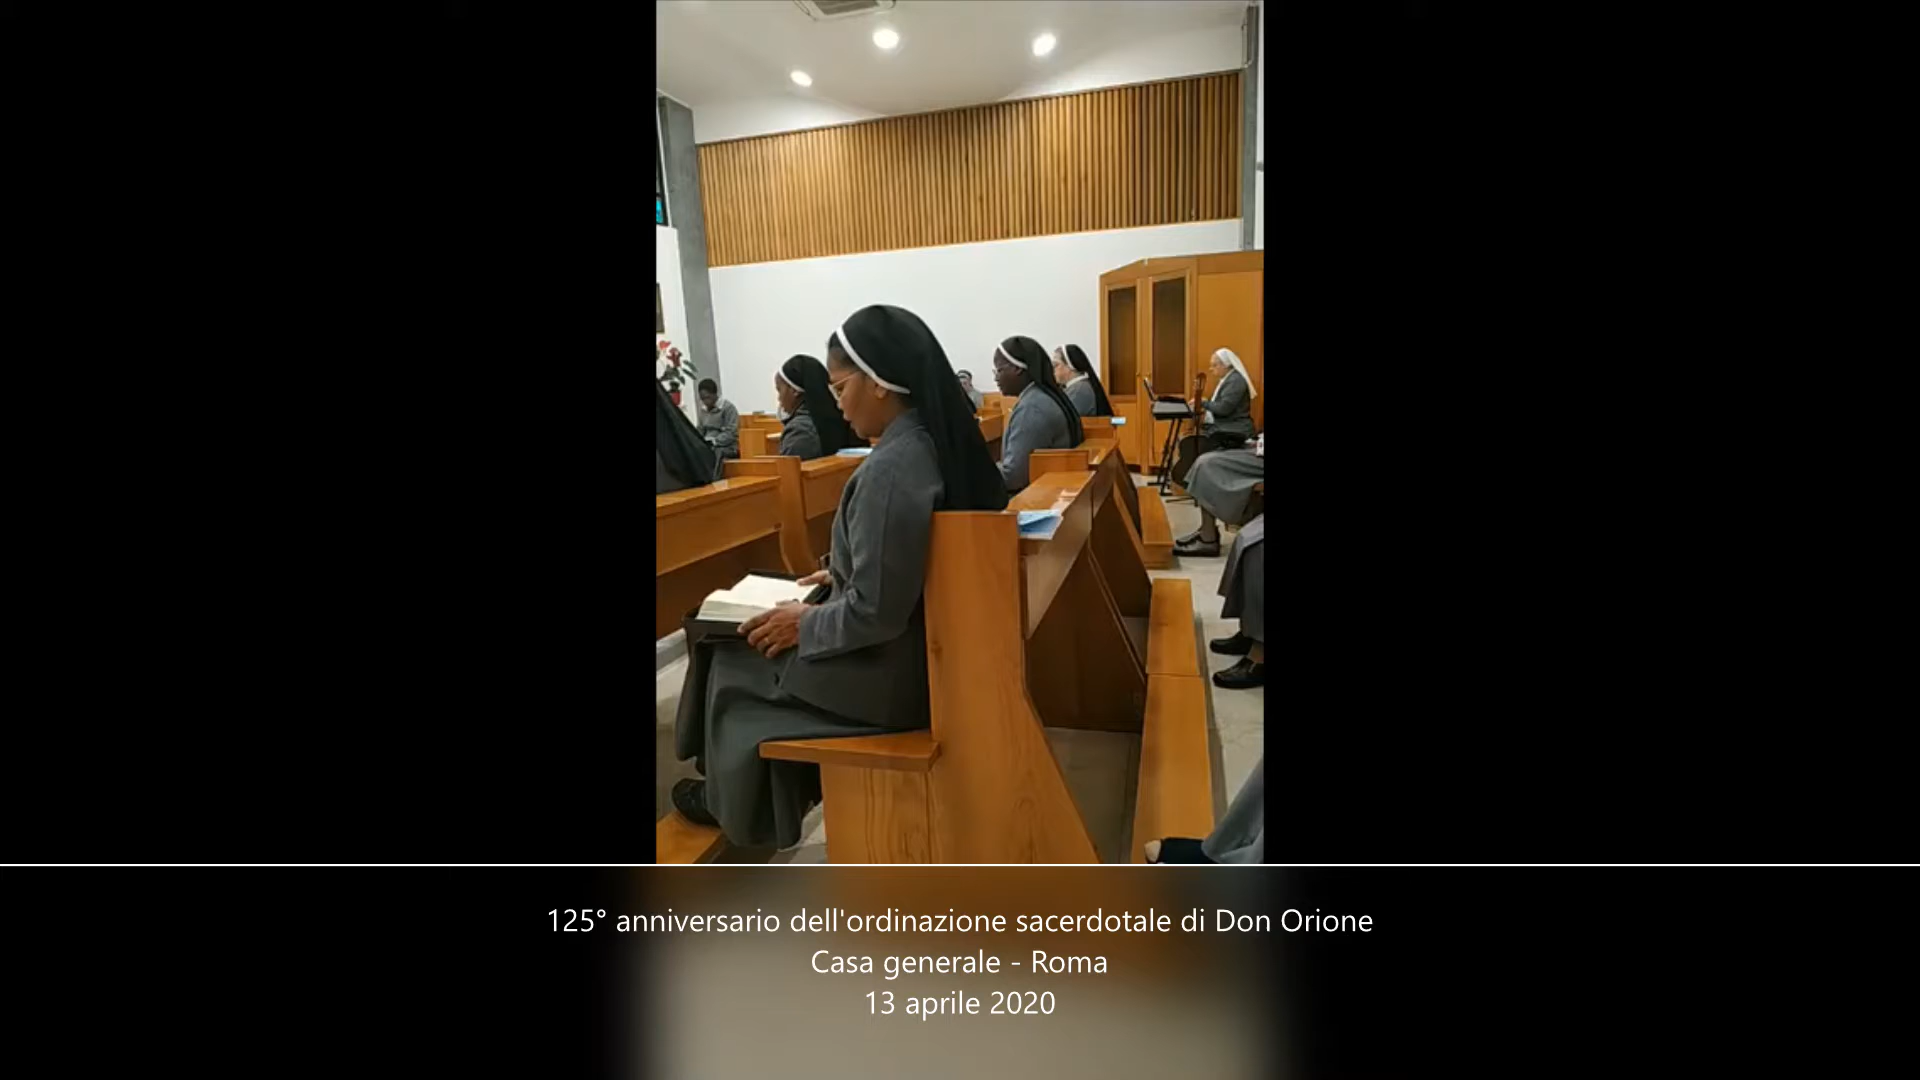 125° anniversario dell'ordinazione sacerdotale di Don Orione
Casa generale - Roma
13 aprile 2020